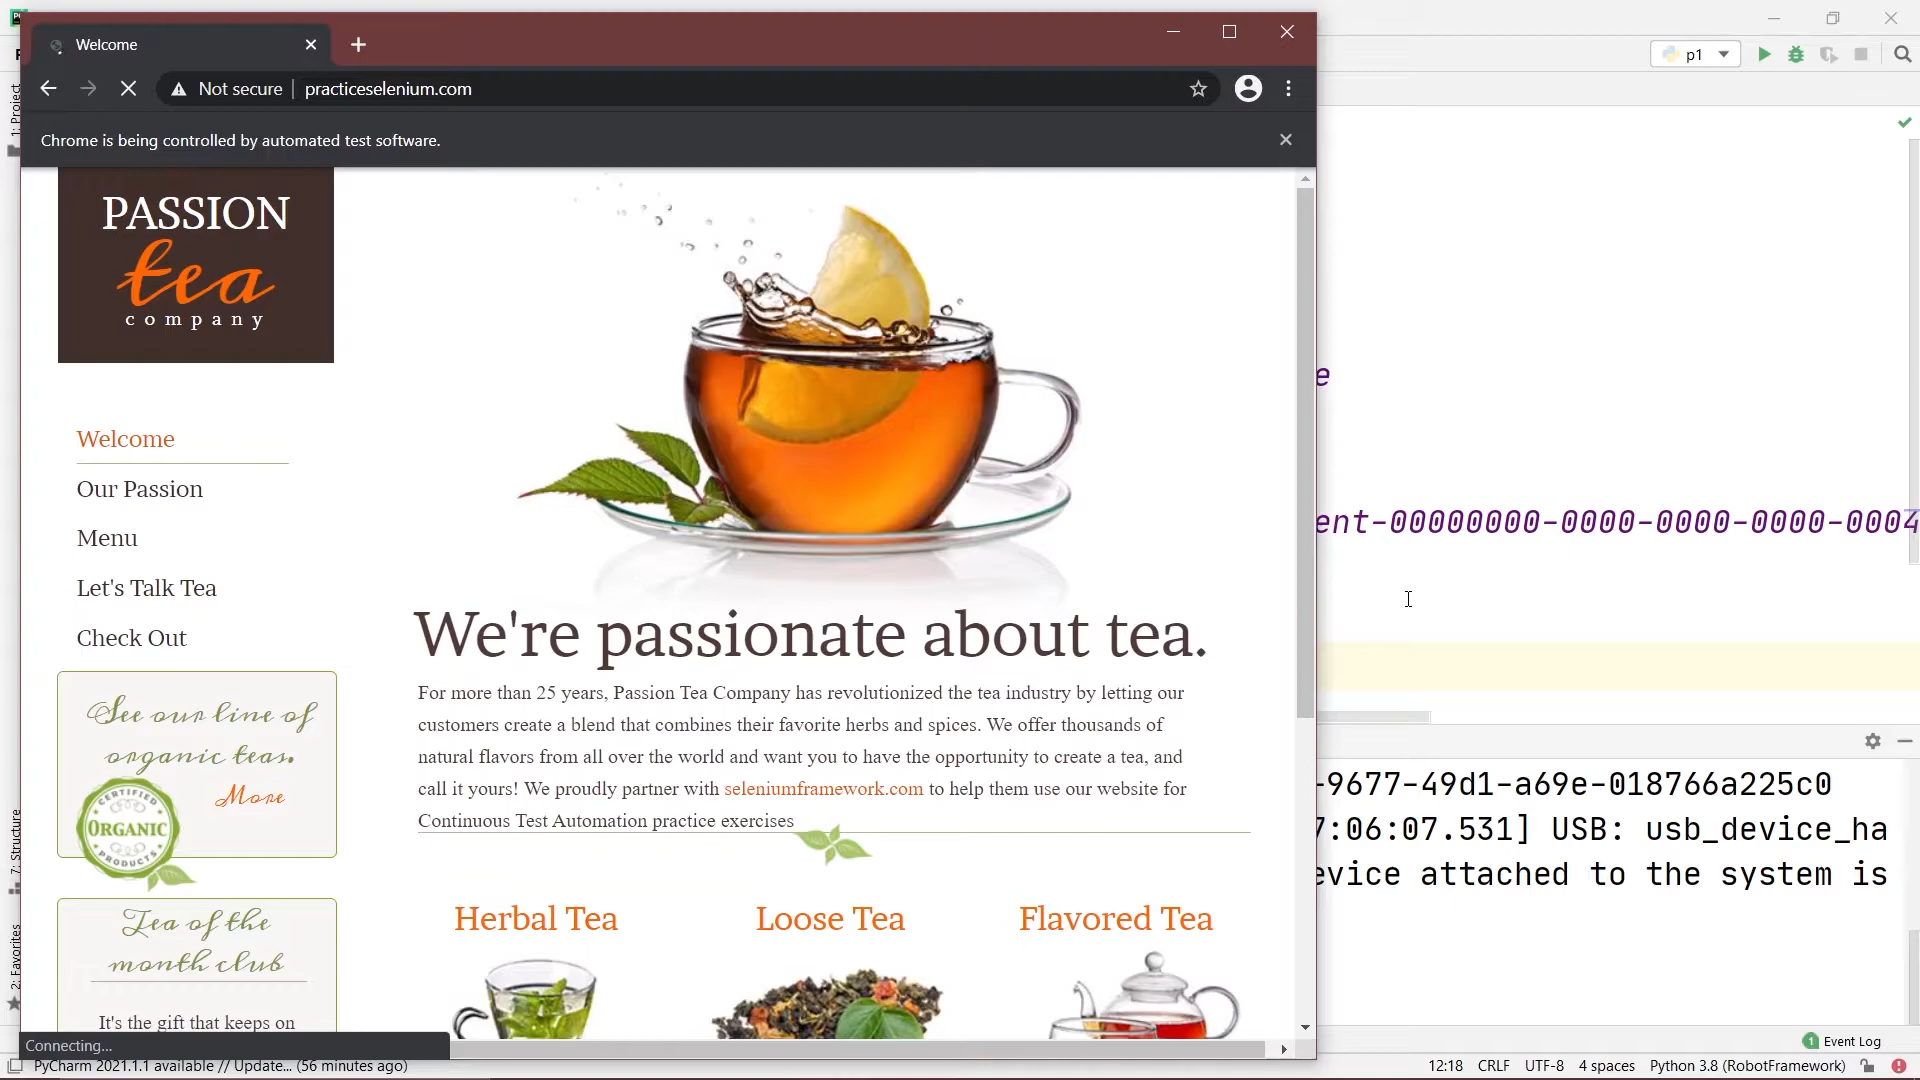 Welcome
p1
Not secure | practiceselenium.com
1: Project
Chrome is being controlled by automated test software.
PASSION
tea
company
Welcome
Our Passion
Menu
Let's Talk Tea
Check Out
See our line of
organic teas.
More
CERTIFIED
ORGANIC
PRODUCTS
Tea of the
month club
It's the gift that keeps on
We're passionate about tea.
For more than 25 years, Passion Tea Company has revolutionized the tea industry by letting our
customers create a blend that combines their favorite herbs and spices. We offer thousands of
natural flavors from all over the world and want you to have the opportunity to create a tea, and
call it yours! We proudly partner with seleniumframework.com to help them use our website for
Continuous Test Automation practice exercises
Herbal Tea
Loose Tea
Flavored Tea
e
ent-00000000-0000-0000-0000-0004
-9677-49d1-a69e-018766a225c0
7:06:07.531] USB: usb_device_ha
evice attached to the system is
7: Structure
2: Favorites
Connecting...
1 Event Log
PyCharm 2021.1.1 available // Update... (56 minutes ago)
12:18 CRLF UTF-8 4 spaces Python 3.8 (RobotFramework)